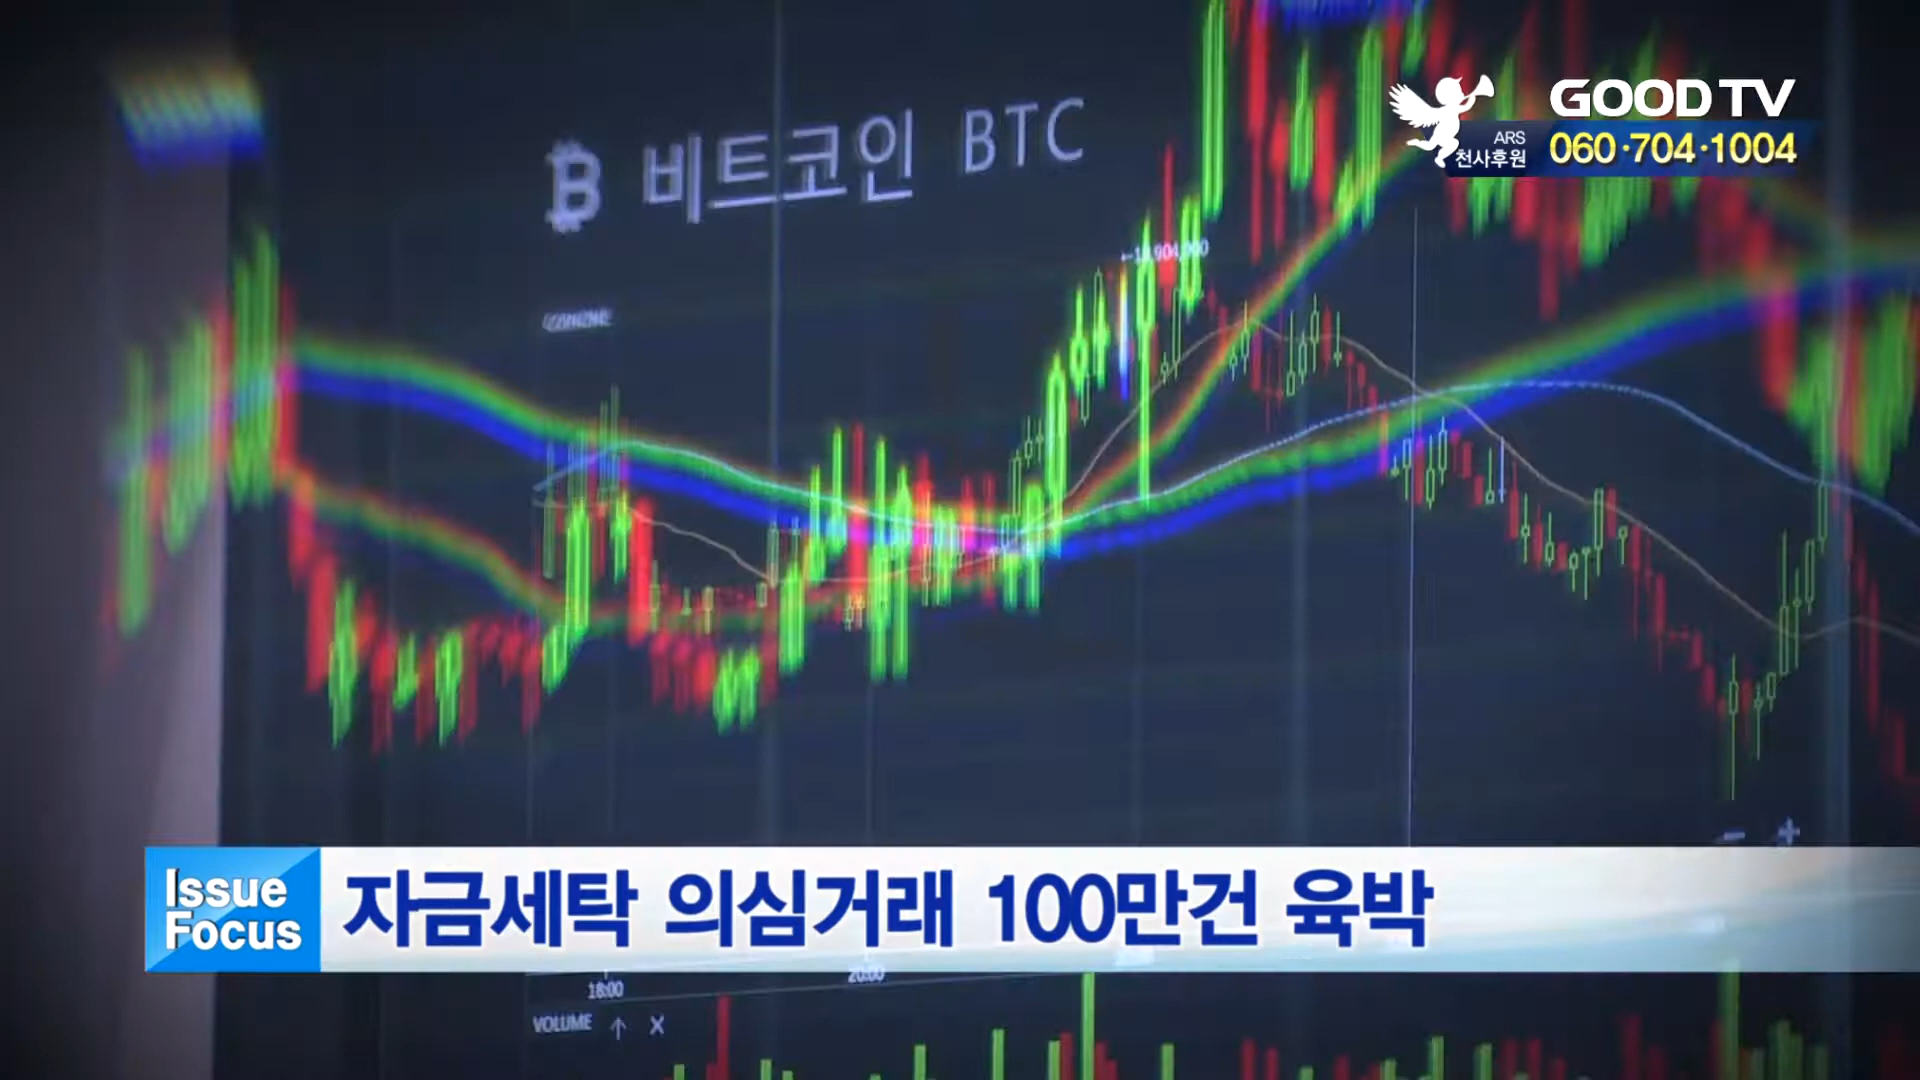 GOOD TV
ARS
천사후원 060·704·1004
비트코인 BTC
Issue
Focus
자금세탁 의심거래 100만건 육박
18:00
20:00
VOLUME